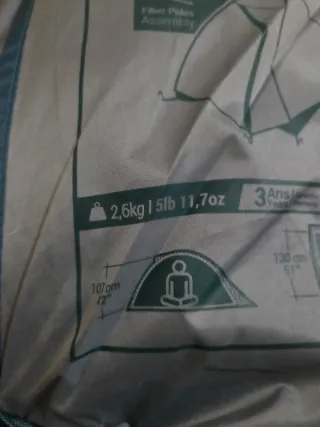 Fiber Poles
Assembly
2,6kg | 5lb 11,7oz
3 Ans
107cm
42"
130 cm
51"